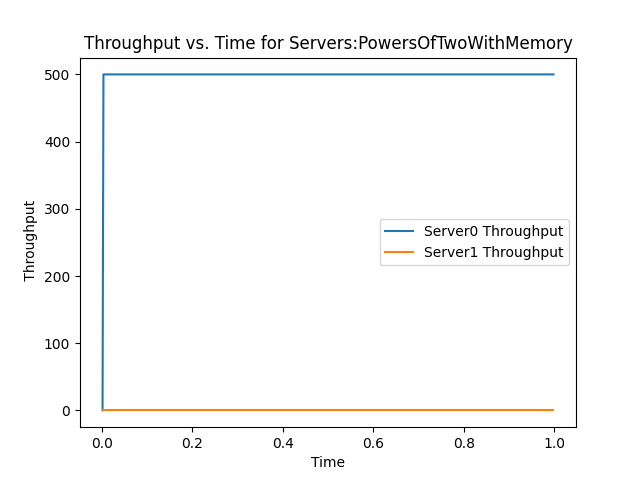 Throughput vs. Time for Servers:PowersOfTwoWithMemory
500
400
300
200
100
0
Throughput
Server0 Throughput
Server1 Throughput
0.0 0.2 0.4 0.6 0.8 1.0
Time